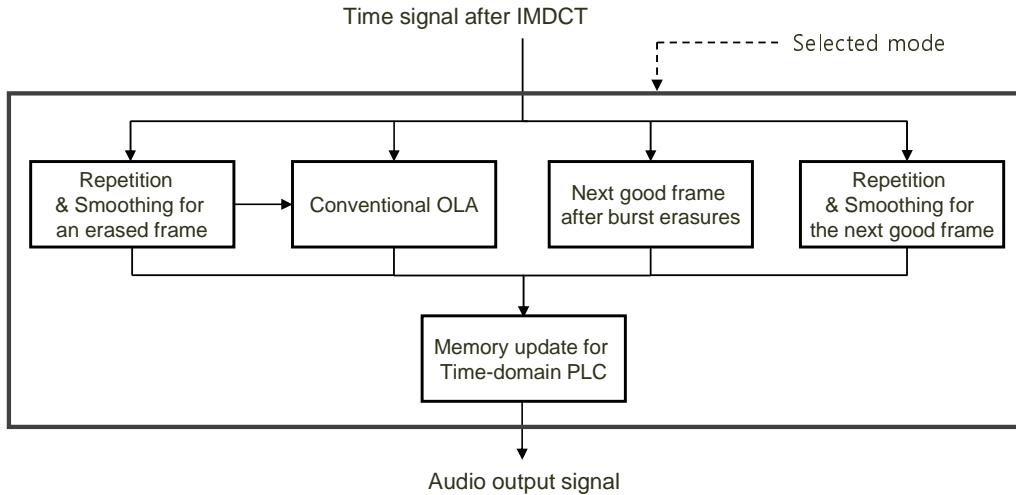 Time signal after IMDCT
Selected mode
Repetition
& Smoothing for
an erased frame
Conventional OLA
Next good frame
after burst erasures
Repetition
& Smoothing for
the next good frame
Memory update for
Time-domain PLC
Audio output signal